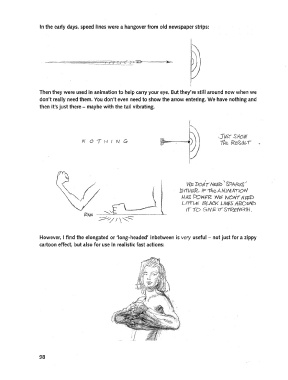 In the early days, speed lines were a hangover from old newspaper strips:
Then they were used in animation to help carry your eye. But they're still around now when we
don't really need them. You don't even need to show the arrow entering. We have nothing and
then it's just there – maybe with the tail vibrating.
NOTHING
JUST SHOW
THE RESULT
WE DON'T NEED 'SPARKS'
EITHER. IF THE ANIMATION
HAS POWER WE WON'T NEED
LITTLE BLACK LINES AROUND
IT TO GIVE IT STRENGTH.
However, I find the elongated or 'long-headed' inbetween is very useful – not just for a zippy
cartoon effect, but also for use in realistic fast actions:
98